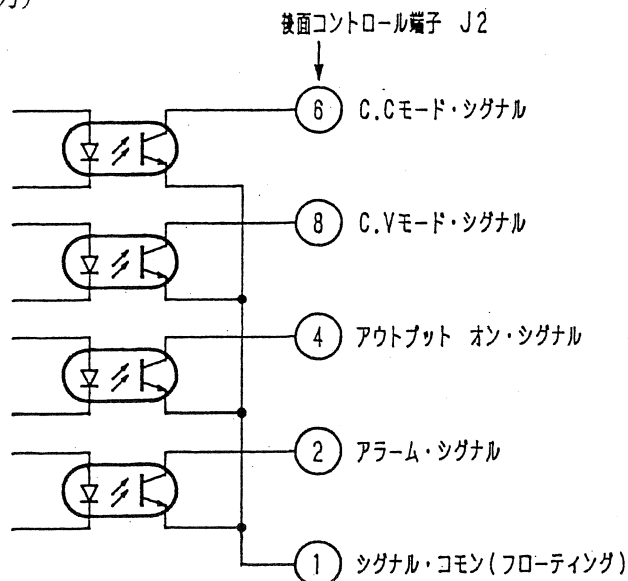 後面コントロール端子 J2
6 C.Cモード・シグナル
8 C.Vモード・シグナル
4 アウトプット オン・シグナル
2 アラーム・シグナル
1 シグナル・コモン(フローティング)